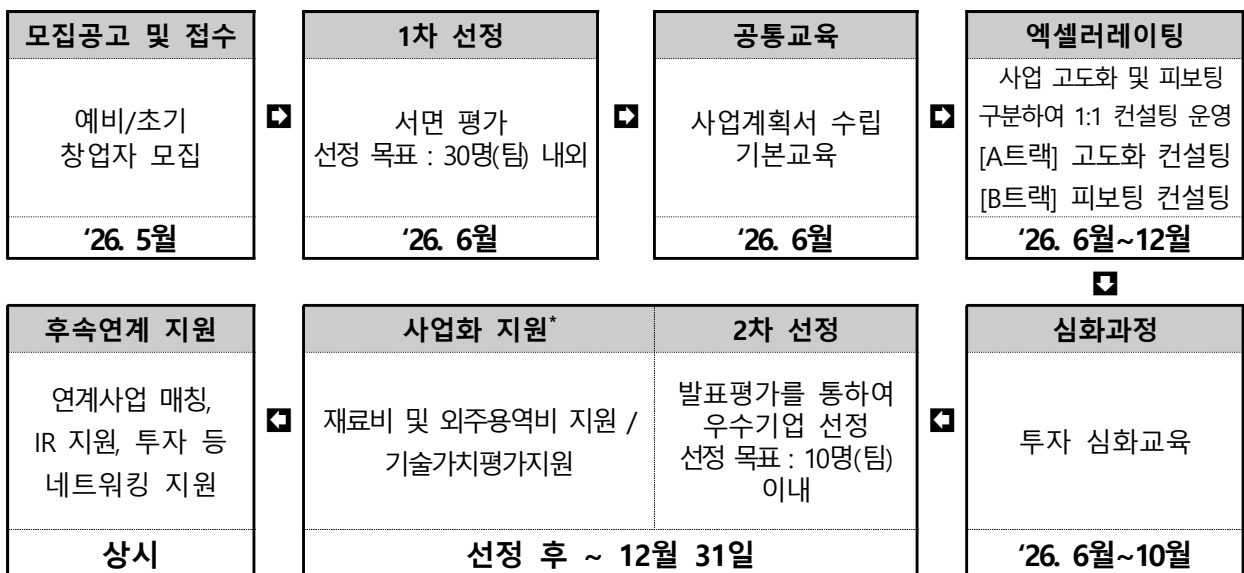 모집공고 및 접수
예비/초기
창업자 모집
‘26. 5월
1차 선정
서면 평가
선정 목표 : 30명(팀) 내외
‘26. 6월
공통교육
사업계획서 수립
기본교육
‘26. 6월
엑셀러레이팅
사업 고도화 및 피보팅
구분하여 1:1 컨설팅 운영
[A트랙] 고도화 컨설팅
[B트랙] 피보팅 컨설팅
‘26. 6월~12월
심화과정
투자 심화교육
‘26. 6월~10월
2차 선정
발표평가를 통하여
우수기업 선정
선정 목표 : 10명(팀)
이내
사업화 지원*
재료비 및 외주용역비 지원 /
기술가치평가지원
선정 후 ~ 12월 31일
후속연계 지원
연계사업 매칭,
IR 지원, 투자 등
네트워킹 지원
상시